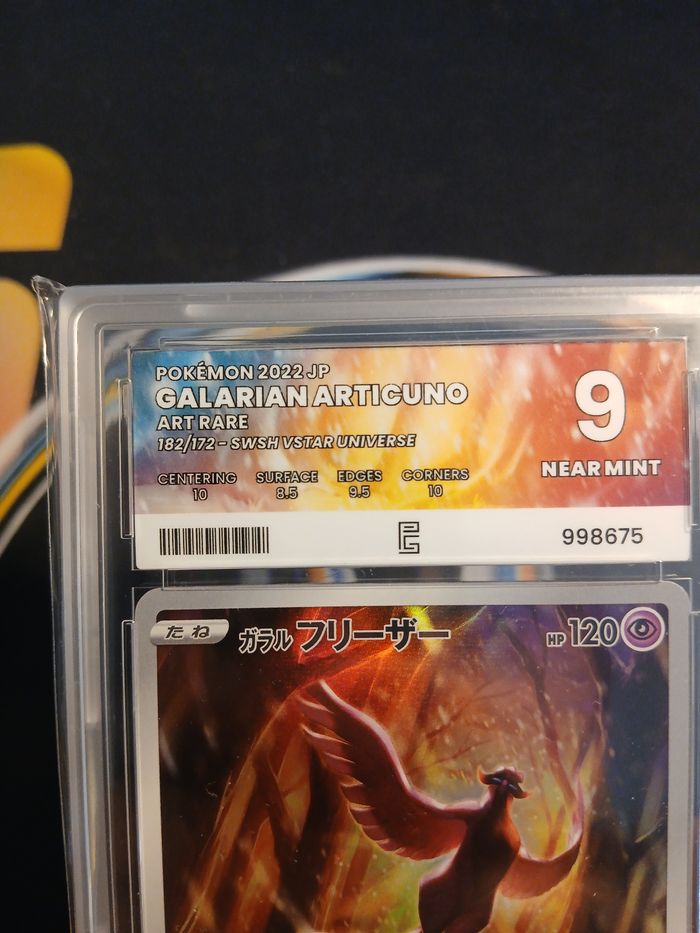 POKÉMON 2022 JP
GALARIAN ARTICUNO
ART RARE
182/172 - SWSH VSTAR UNIVERSE
9
NEAR MINT
CENTERING SURFACE EDGES CORNERS
10 8.5 9.5 10
998675
たね ガラル フリーザー HP 120